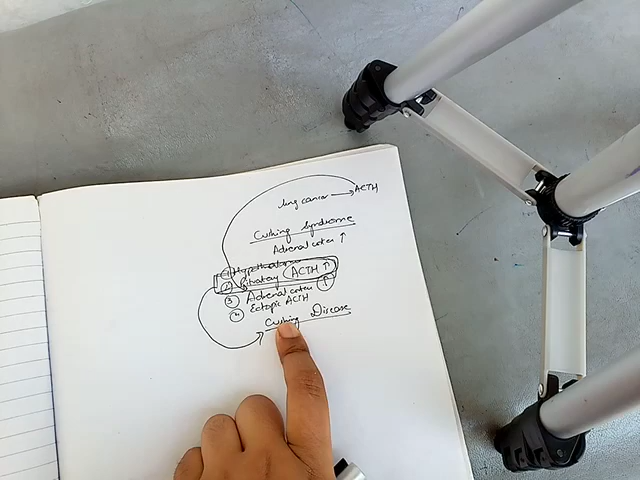 lung cancer → ACTH
Cushing Syndrome
Adrenal cortex ↑
① Hypothalamus
② Pituitary ACTH ↑
③ Adrenal cortex ↑
④ Ectopic ACTH
Cushing Disease